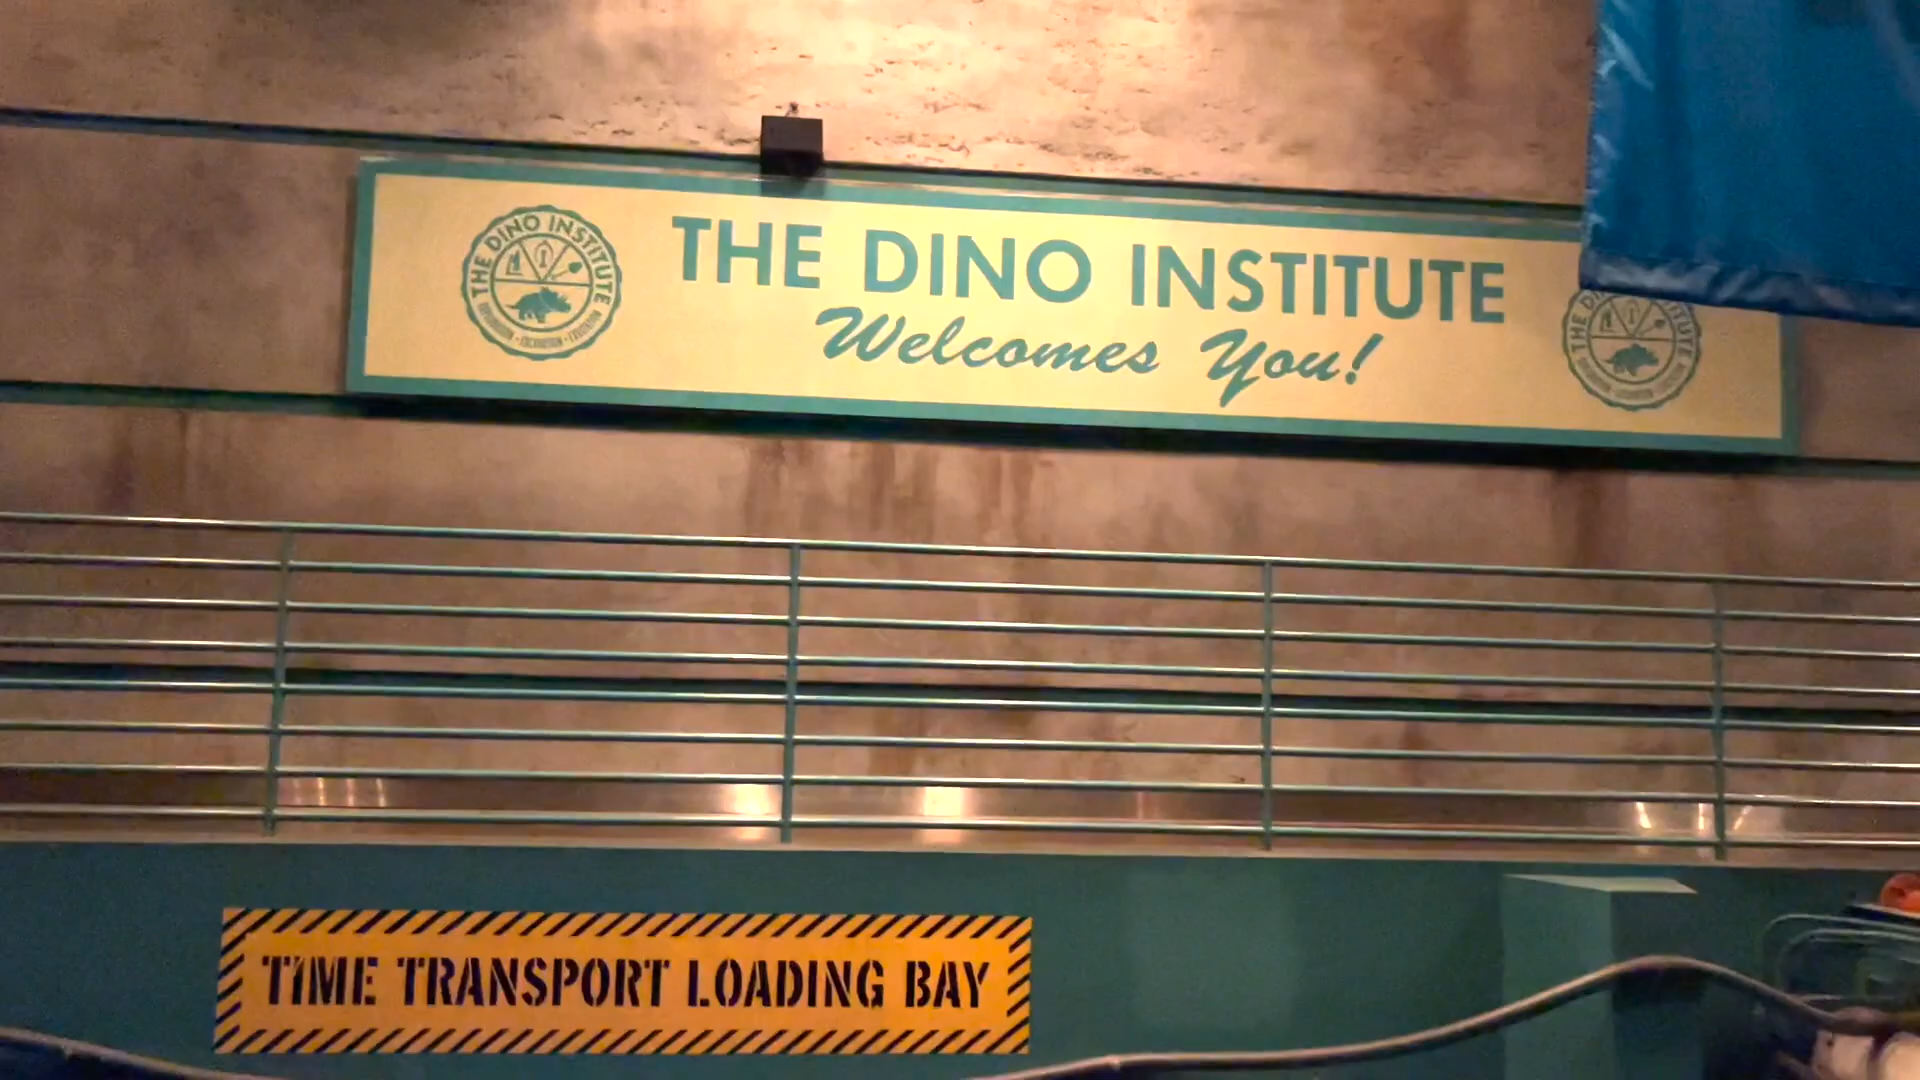 THE DINO INSTITUTE
THE DINO INSTITUTE
Welcomes You!
TIME TRANSPORT LOADING BAY